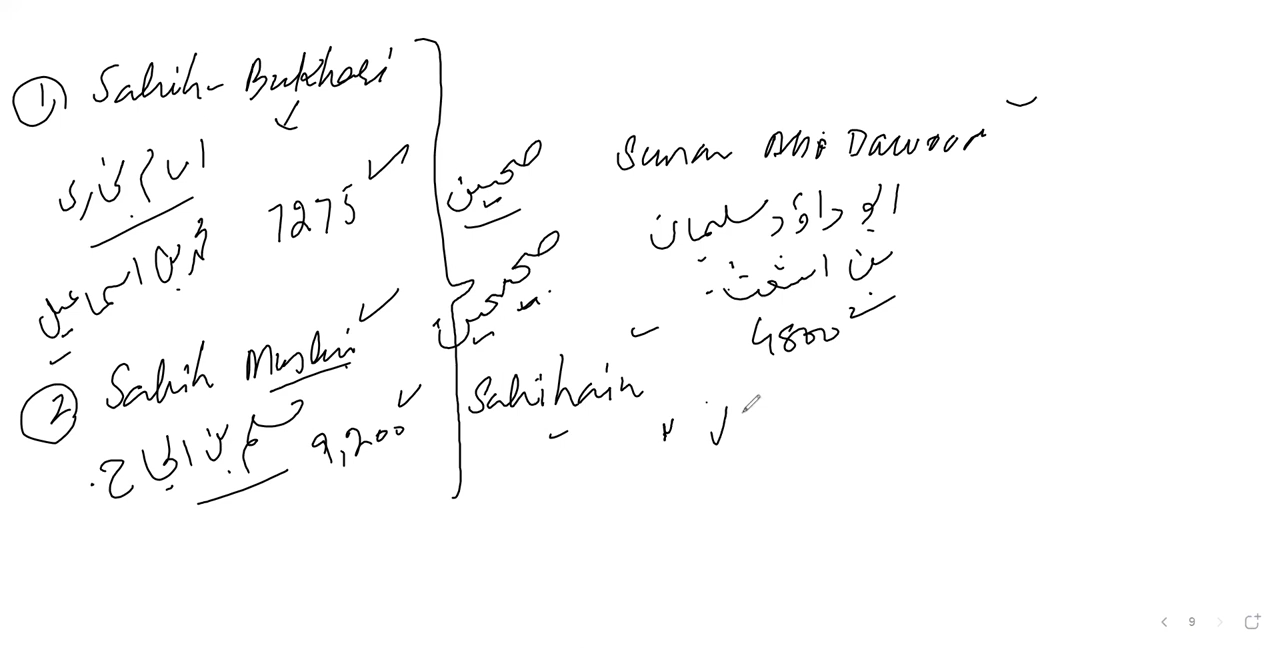 1) Sahih- Bukhari
امام بخاری
7275
محمد بن اسماعیل
2 Sahih Muslim
مسلم بن الحجاج
9,200
صحیین
صحیحین
Sahihain
Sunan Abi Dawood
ابو داؤد سلیمان
بن اشعث
4800
9